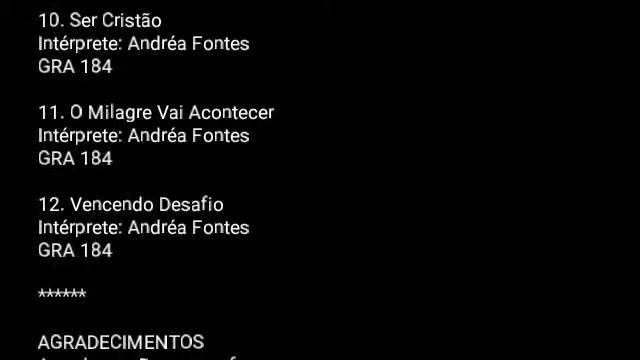 10. Ser Cristão
Intérprete: Andréa Fontes
GRA 184
11. O Milagre Vai Acontecer
Intérprete: Andréa Fontes
GRA 184
12. Vencendo Desafio
Intérprete: Andréa Fontes
GRA 184
******
AGRADECIMENTOS